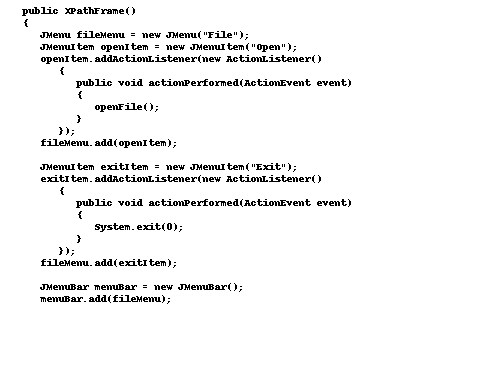 public XPathFrame()
{
JMenu fileMenu = new JMenu("File");
JMenuItem openItem = new JMenuItem("Open");
openItem.addActionListener(new ActionListener()
{
public void actionPerformed(ActionEvent event)
{
openFile();
}
});
fileMenu.add(openItem);
JMenuItem exitItem = new JMenuItem("Exit");
exitItem.addActionListener(new ActionListener()
{
public void actionPerformed(ActionEvent event)
{
System.exit(0);
}
});
fileMenu.add(exitItem);
JMenuBar menuBar = new JMenuBar();
menuBar.add(fileMenu);